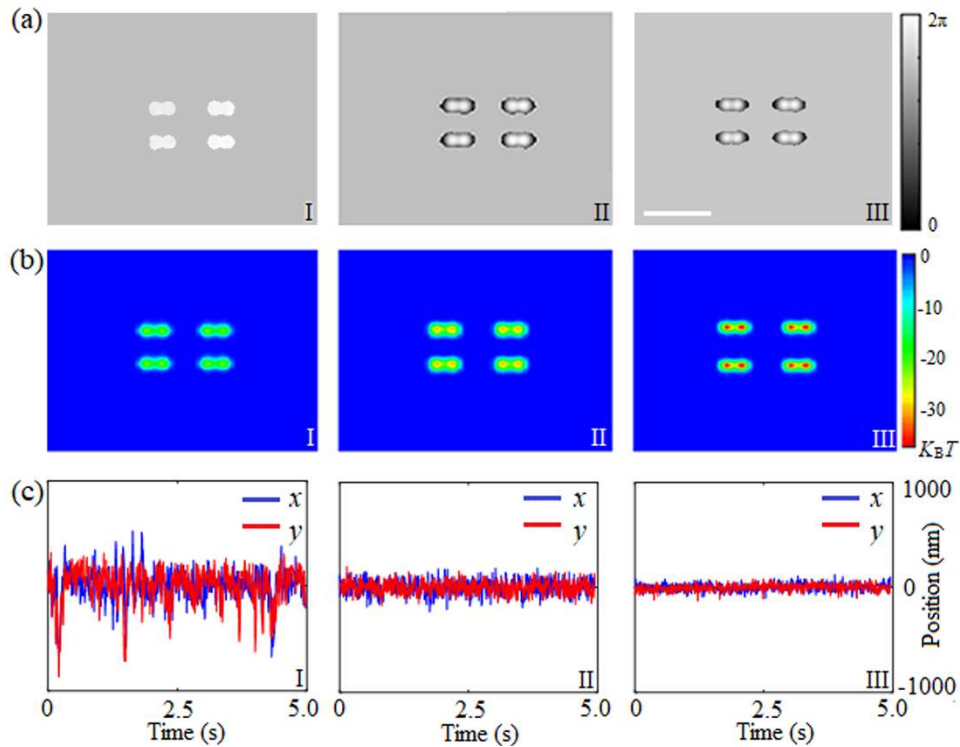 (a)
I
II
III
2π
0
(b)
I
II
III
0
-10
-20
-30
K_BT
(c)
x
y
I
x
y
II
x
y
III
1000
0
-1000
Position (nm)
0
2.5
5.0
Time (s)
0
2.5
5.0
Time (s)
0
2.5
5.0
Time (s)